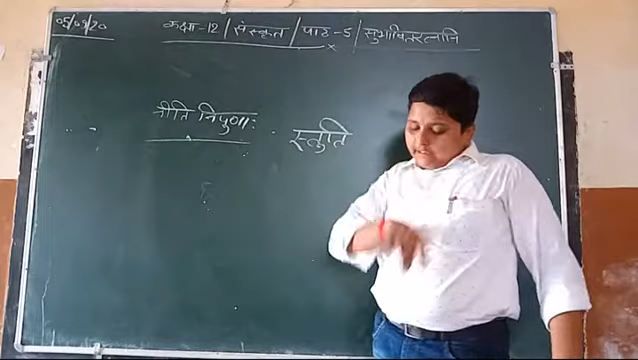 05/09/20
कक्षा-12/संस्कृत/पाठ-5/सुभाषितरत्नानि
नीति निपुणाः
स्तुति